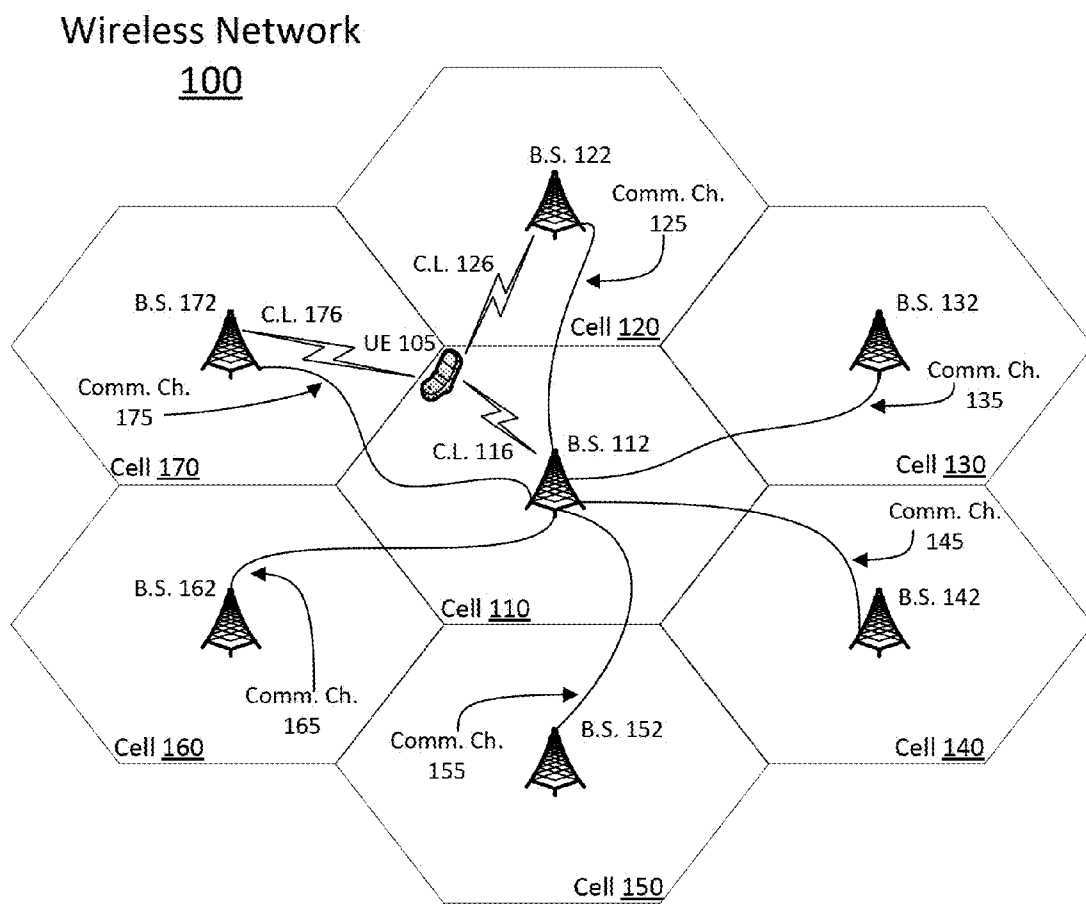 Wireless Network
100
B.S. 122
Comm. Ch.
125
C.L. 126
B.S. 172
C.L. 176
UE 105
Cell 120
B.S. 132
Comm. Ch.
175
Comm. Ch.
135
C.L. 116
B.S. 112
Cell 170
Cell 130
Comm. Ch.
145
B.S. 162
B.S. 142
Cell 110
Comm. Ch.
165
Comm. Ch.
155
B.S. 152
Cell 160
Cell 140
Cell 150